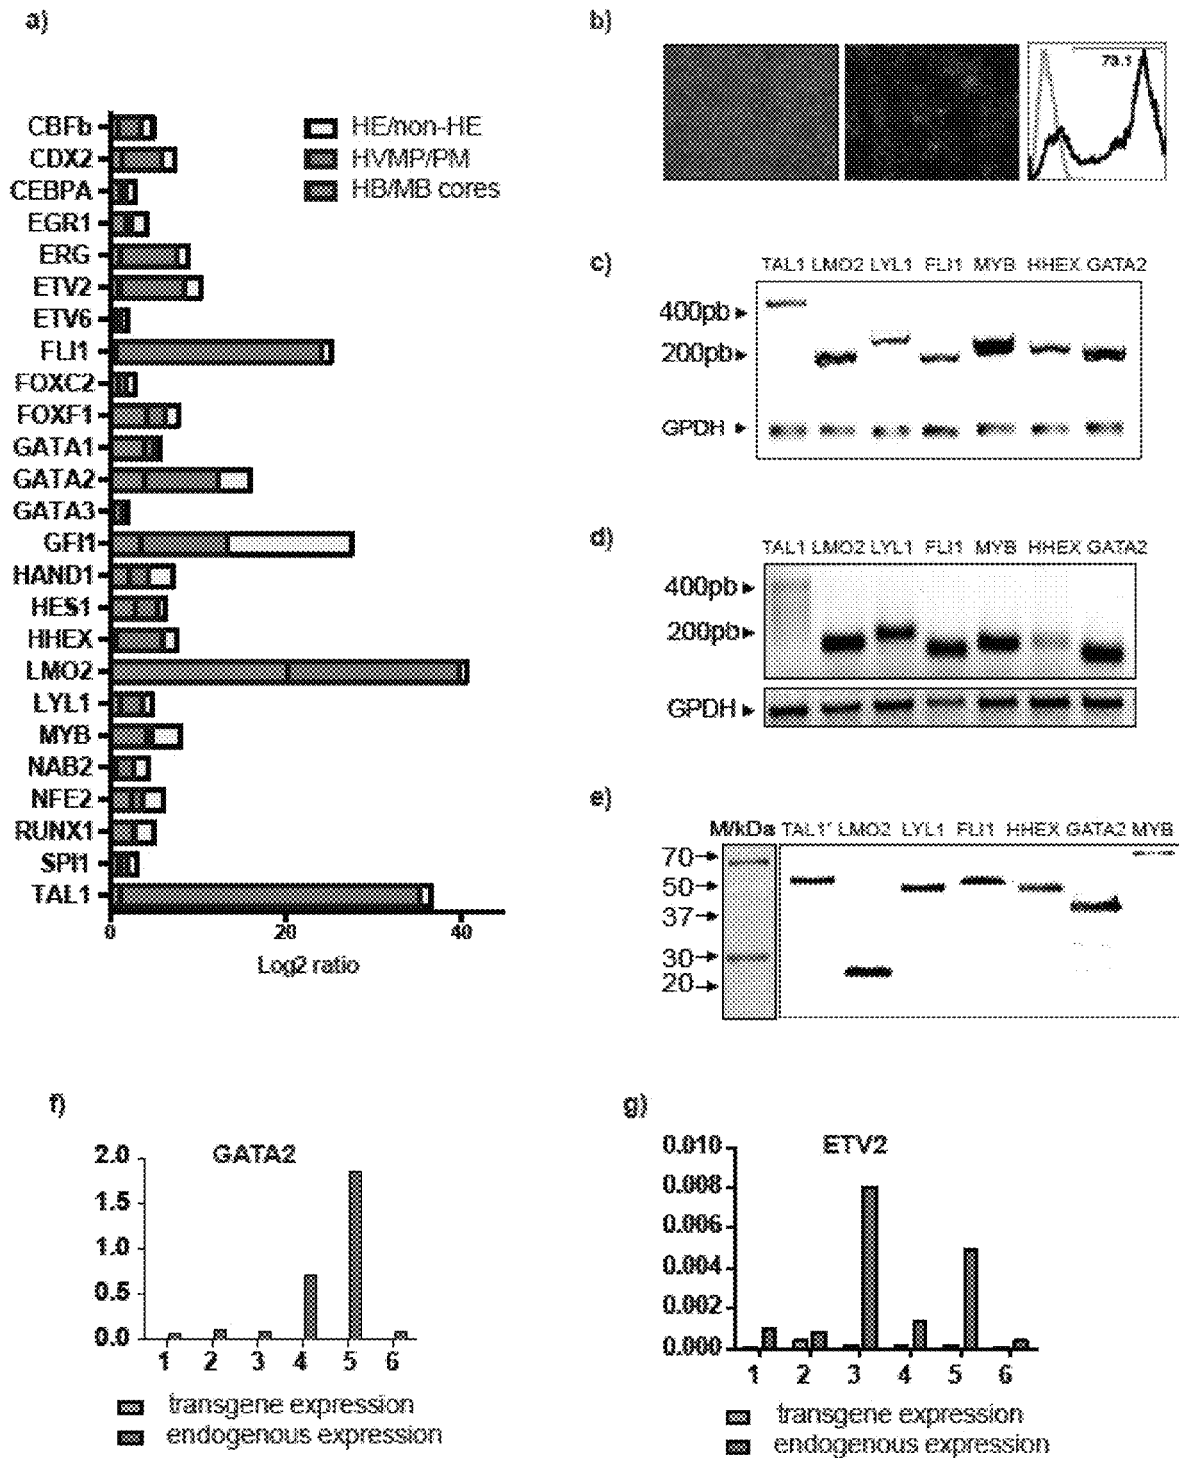 a)
CBFb
CDX2
CEBPA
EGR1
ERG
ETV2
ETV6
FLI1
FOXC2
FOXF1
GATA1
GATA2
GATA3
GFI1
HAND1
HES1
HHEX
LMO2
LYL1
MYB
NAB2
NFE2
RUNX1
SPI1
TAL1
HE/non-HE
HVMP/PM
HB/MB cores
0 20 40
Log2 ratio
b)
c)
TAL1 LMO2 LYL1 FLI1 MYB HHEX GATA2
400pb
200pb
GPDH
d)
TAL1 LMO2 LYL1 FLI1 MYB HHEX GATA2
400pb
200pb
GPDH
e)
M/kDa TAL1* LMO2 LYL1 FLI1 HHEX GATA2 MYB
70
50
37
30
20
f)
GATA2
2.0
1.5
1.0
0.5
0.0
1 2 3 4 5 6
transgene expression
endogenous expression
g)
ETV2
0.010
0.008
0.006
0.004
0.002
0.000
1 2 3 4 5 6
transgene expression
endogenous expression